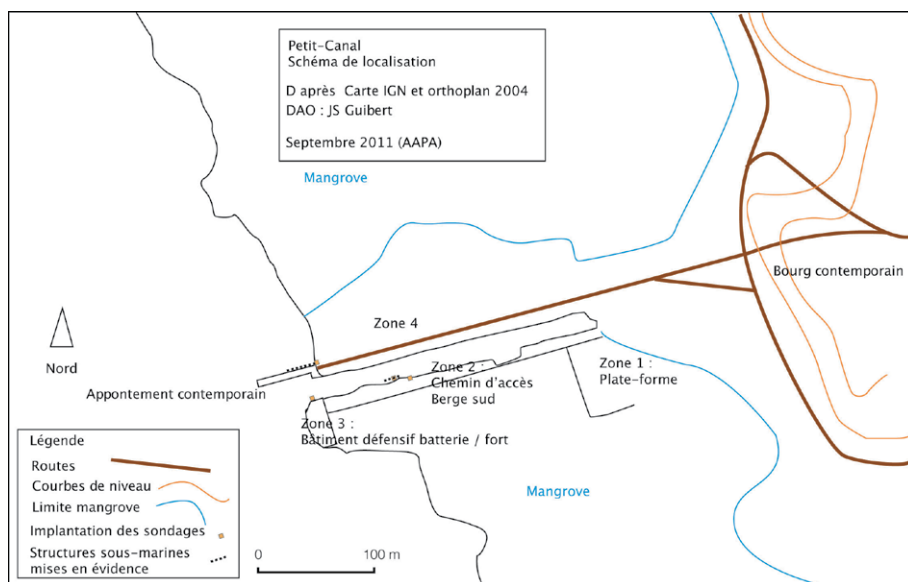 Petit-Canal
Schéma de localisation
D après Carte IGN et orthoplan 2004
DAO : JS Guibert
Septembre 2011 (AAPA)
Mangrove
Bourg contemporain
Zone 4
Nord
Zone 2 :
Chemin d'accès
Berge sud
Zone 1 :
Plate-forme
Appontement contemporain
Zone 3 :
Bâtiment défensif batterie / fort
Mangrove
Légende
Routes
Courbes de niveau
Limite mangrove
Implantation des sondages
Structures sous-marines
mises en évidence
0 100 m